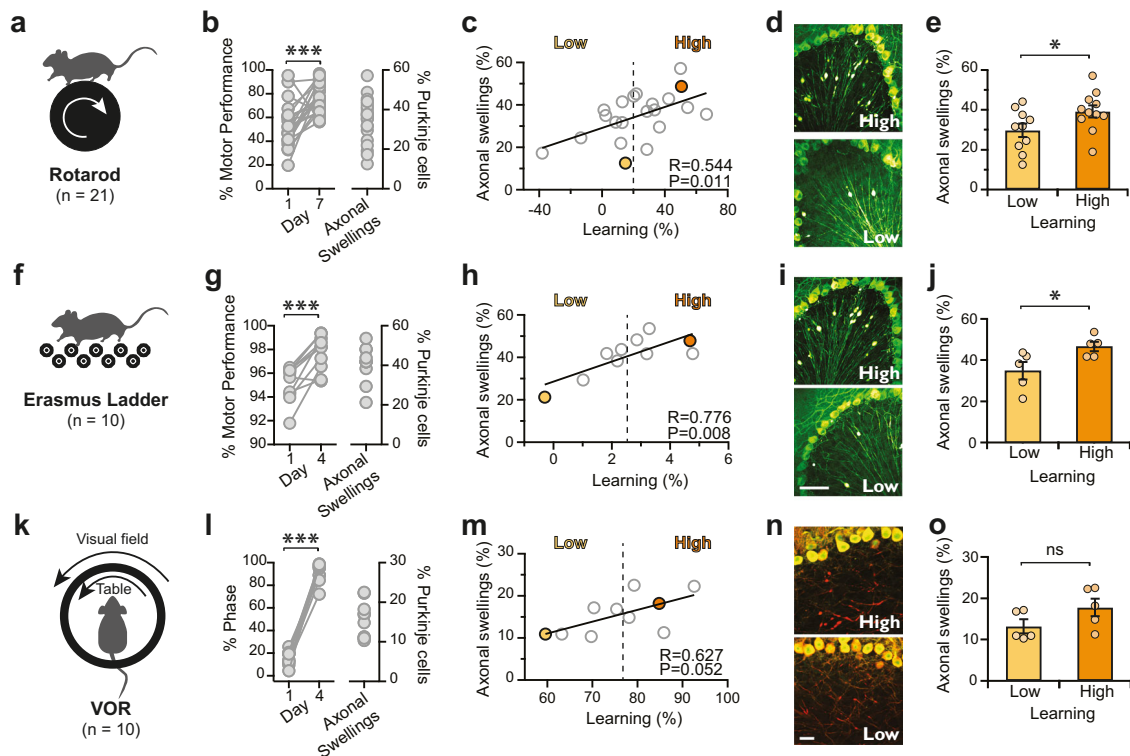 a
Rotarod
(n = 21)
b
% Motor Performance
100
80
60
40
20
0
***
1
7
Day
Axonal
Swellings
60
40
20
0
% Purkinje cells
c
Axonal swellings (%)
60
40
20
0
Low
High
R=0.544
P=0.011
-40
0
40
80
Learning (%)
d
High
Low
e
Axonal swellings (%)
60
40
20
0
*
Low
High
Learning
f
Erasmus Ladder
(n = 10)
g
% Motor Performance
100
98
96
94
92
90
***
1
4
Day
Axonal
Swellings
60
40
20
0
% Purkinje cells
h
Axonal swellings (%)
60
40
20
0
Low
High
R=0.776
P=0.008
0
2
4
6
Learning (%)
i
High
Low
j
Axonal swellings (%)
60
40
20
0
*
Low
High
Learning
k
Visual field
Table
VOR
(n = 10)
l
% Phase
100
80
60
40
20
0
***
1
4
Day
Axonal
Swellings
30
20
10
0
% Purkinje cells
m
Axonal swellings (%)
30
20
10
0
Low
High
R=0.627
P=0.052
60
70
80
90
100
Learning (%)
n
High
Low
o
Axonal swellings (%)
30
20
10
0
ns
Low
High
Learning